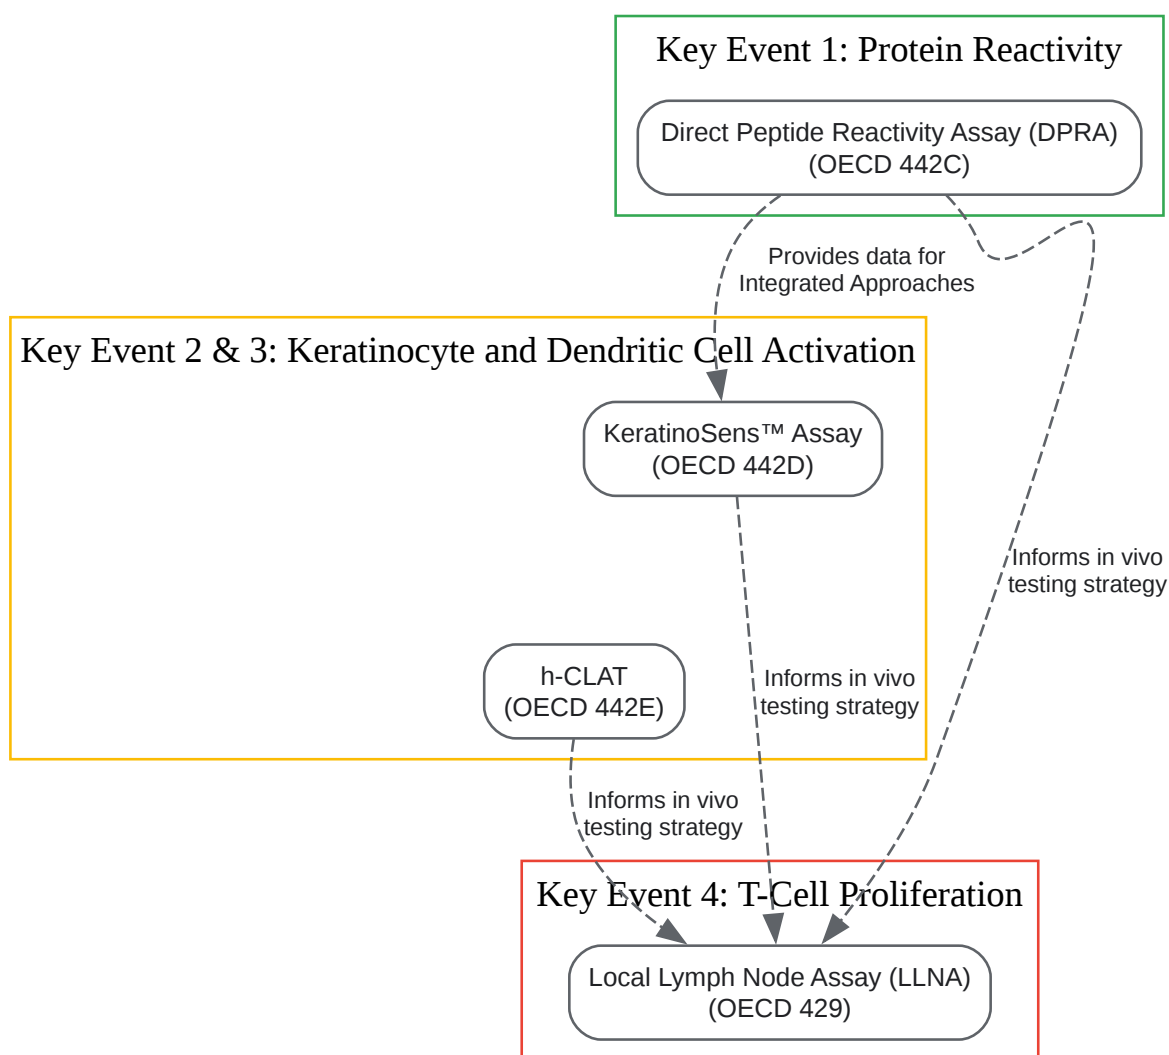 Key Event 1: Protein Reactivity
Direct Peptide Reactivity Assay (DPRA)
(OECD 442C)
Provides data for
Integrated Approaches
Key Event 2 & 3: Keratinocyte and Dendritic Cell Activation
KeratinoSens™ Assay
(OECD 442D)
Informs in vivo
testing strategy
h-CLAT
(OECD 442E)
Informs in vivo
testing strategy
Informs in vivo
testing strategy
Key Event 4: T-Cell Proliferation
Local Lymph Node Assay (LLNA)
(OECD 429)